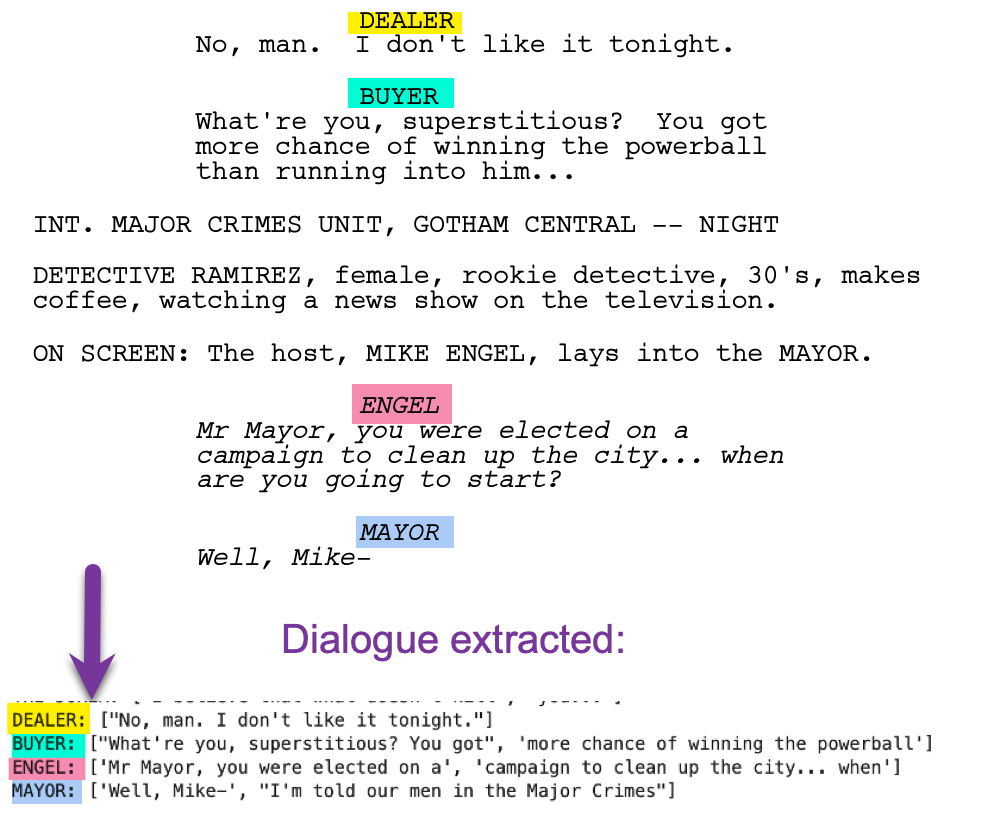 DEALER
No, man.  I don't like it tonight.
BUYER
What're you, superstitious?  You got
more chance of winning the powerball
than running into him...
INT. MAJOR CRIMES UNIT, GOTHAM CENTRAL -- NIGHT
DETECTIVE RAMIREZ, female, rookie detective, 30's, makes
coffee, watching a news show on the television.
ON SCREEN: The host, MIKE ENGEL, lays into the MAYOR.
ENGEL
Mr Mayor, you were elected on a
campaign to clean up the city... when
are you going to start?
MAYOR
Well, Mike–
Dialogue extracted:
DEALER: ["No, man. I don't like it tonight."]
BUYER: ["What're you, superstitious? You got", 'more chance of winning the powerball']
ENGEL: ['Mr Mayor, you were elected on a', 'campaign to clean up the city... when']
MAYOR: ['Well, Mike–', "I'm told our men in the Major Crimes"]